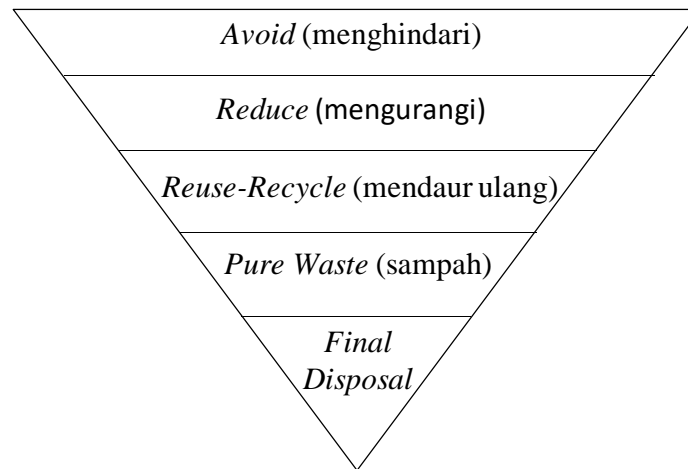 Avoid (menghindari)
Reduce (mengurangi)
Reuse-Recycle (mendaur ulang)
Pure Waste (sampah)
Final
Disposal